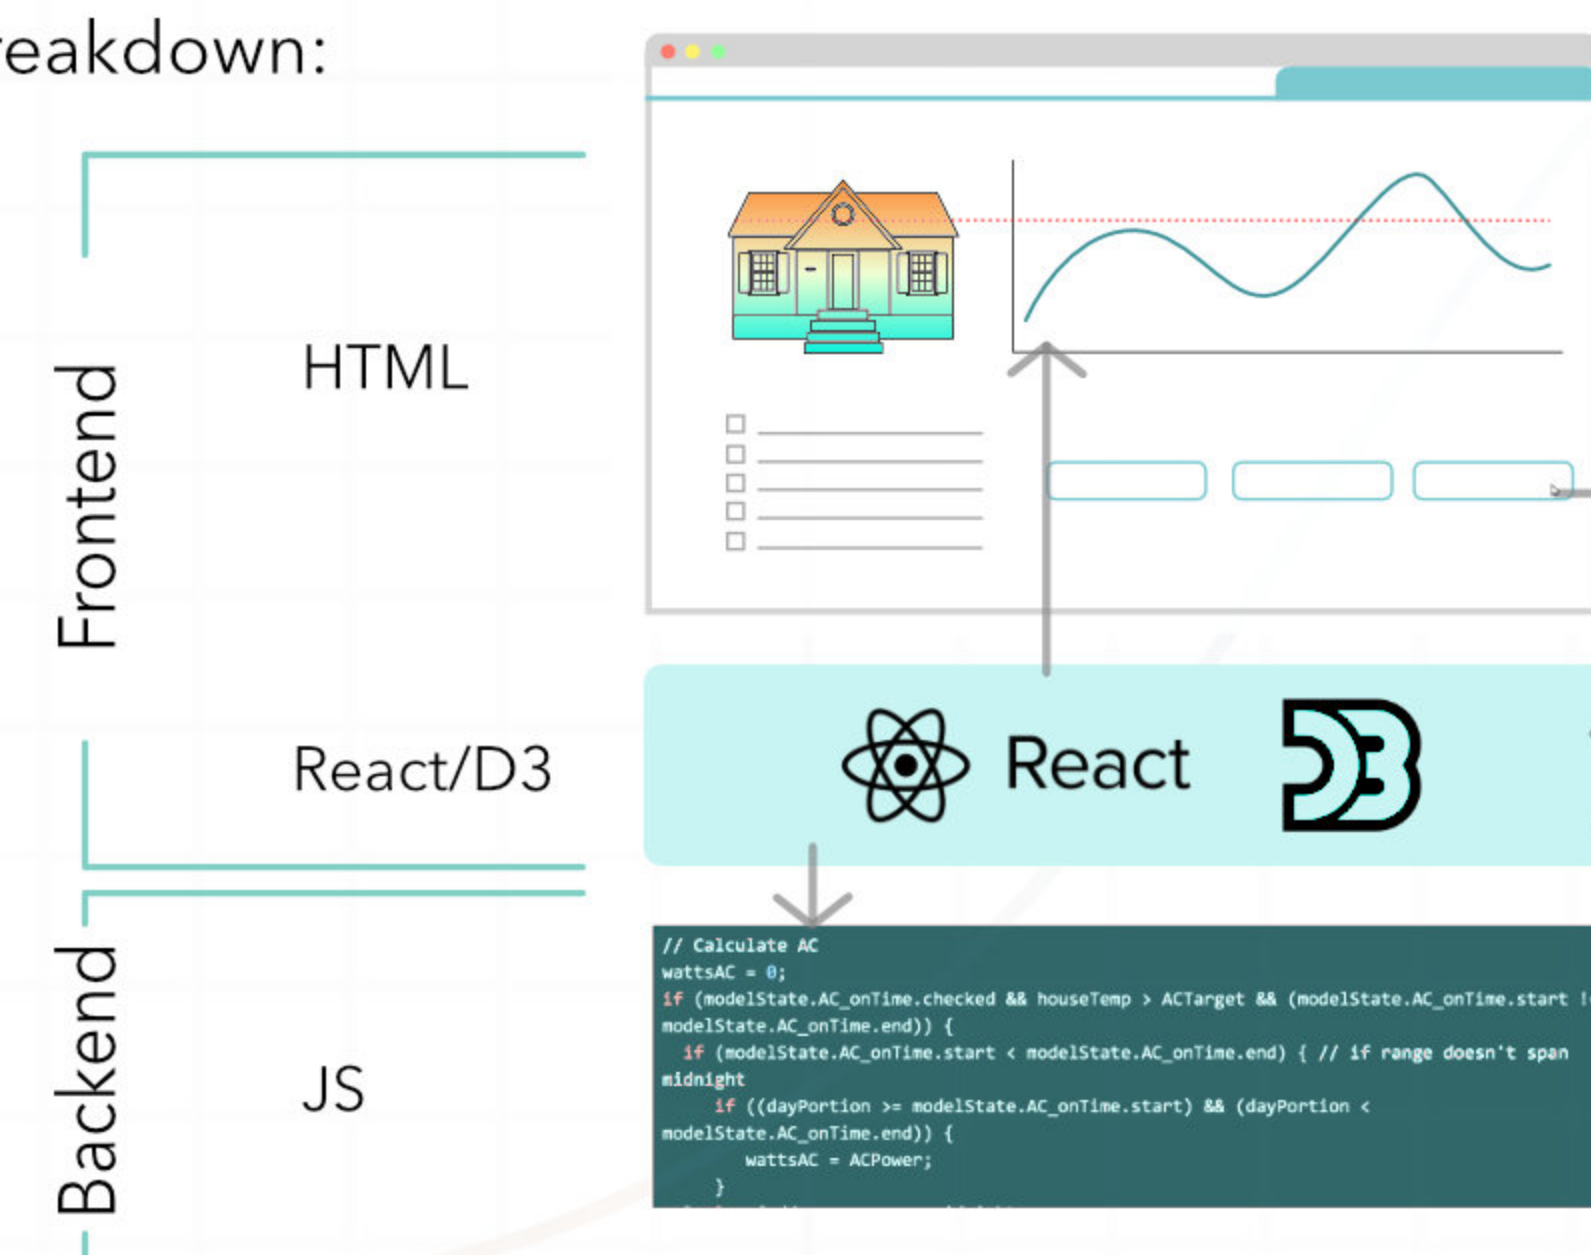 reakdown:
Frontend
HTML
React/D3
React
D3
Backend
JS
// Calculate AC
wattsAC = 0;
if (modelState.AC_onTime.checked && houseTemp > ACTarget && (modelState.AC_onTime.start !
modelState.AC_onTime.end)) {
if (modelState.AC_onTime.start < modelState.AC_onTime.end) { // if range doesn't span
midnight
if ((dayPortion >= modelState.AC_onTime.start) && (dayPortion <
modelState.AC_onTime.end)) {
wattsAC = ACPower;
}